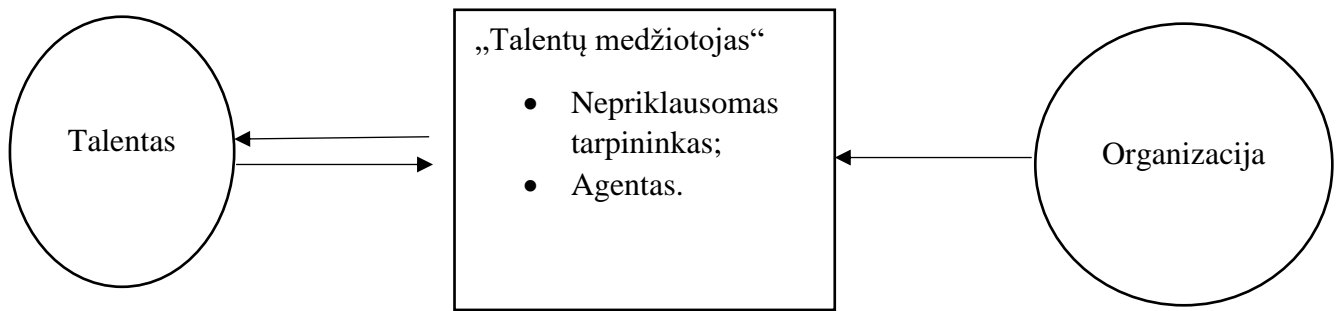 „Talentų medžiotojas“
• Nepriklausomas
tarpininkas;
• Agentas.
Talentas
Organizacija